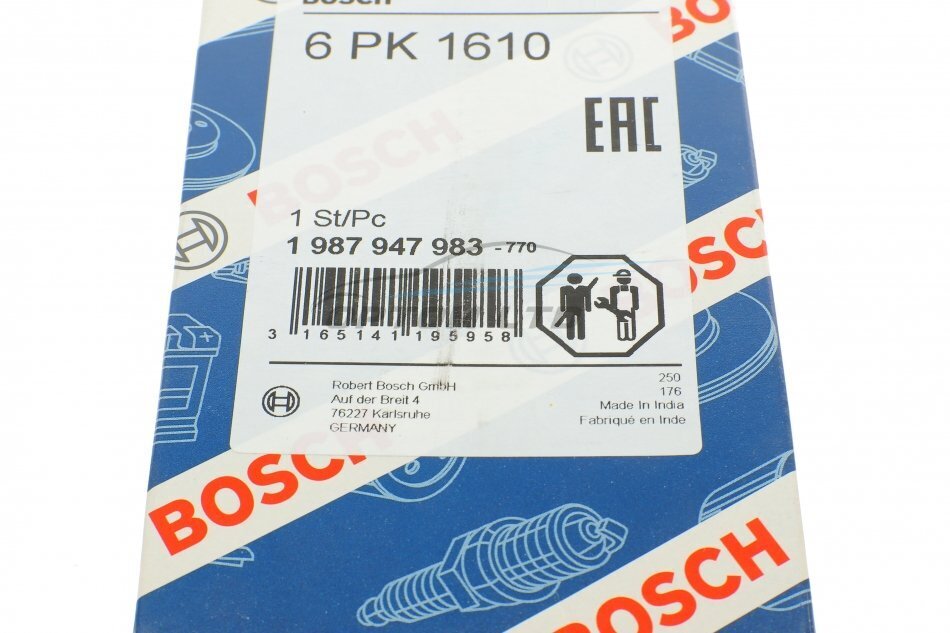 BOSCH
6 PK 1610
EAC
BOSCH
BOSCH
1 St/Pc
1 987 947 983 - 770
3 165141 195958
Robert Bosch GmbH
Auf der Breit 4
76227 Karlsruhe
GERMANY
250
176
Made In India
Fabriqué en Inde
BOSCH
BOSCH